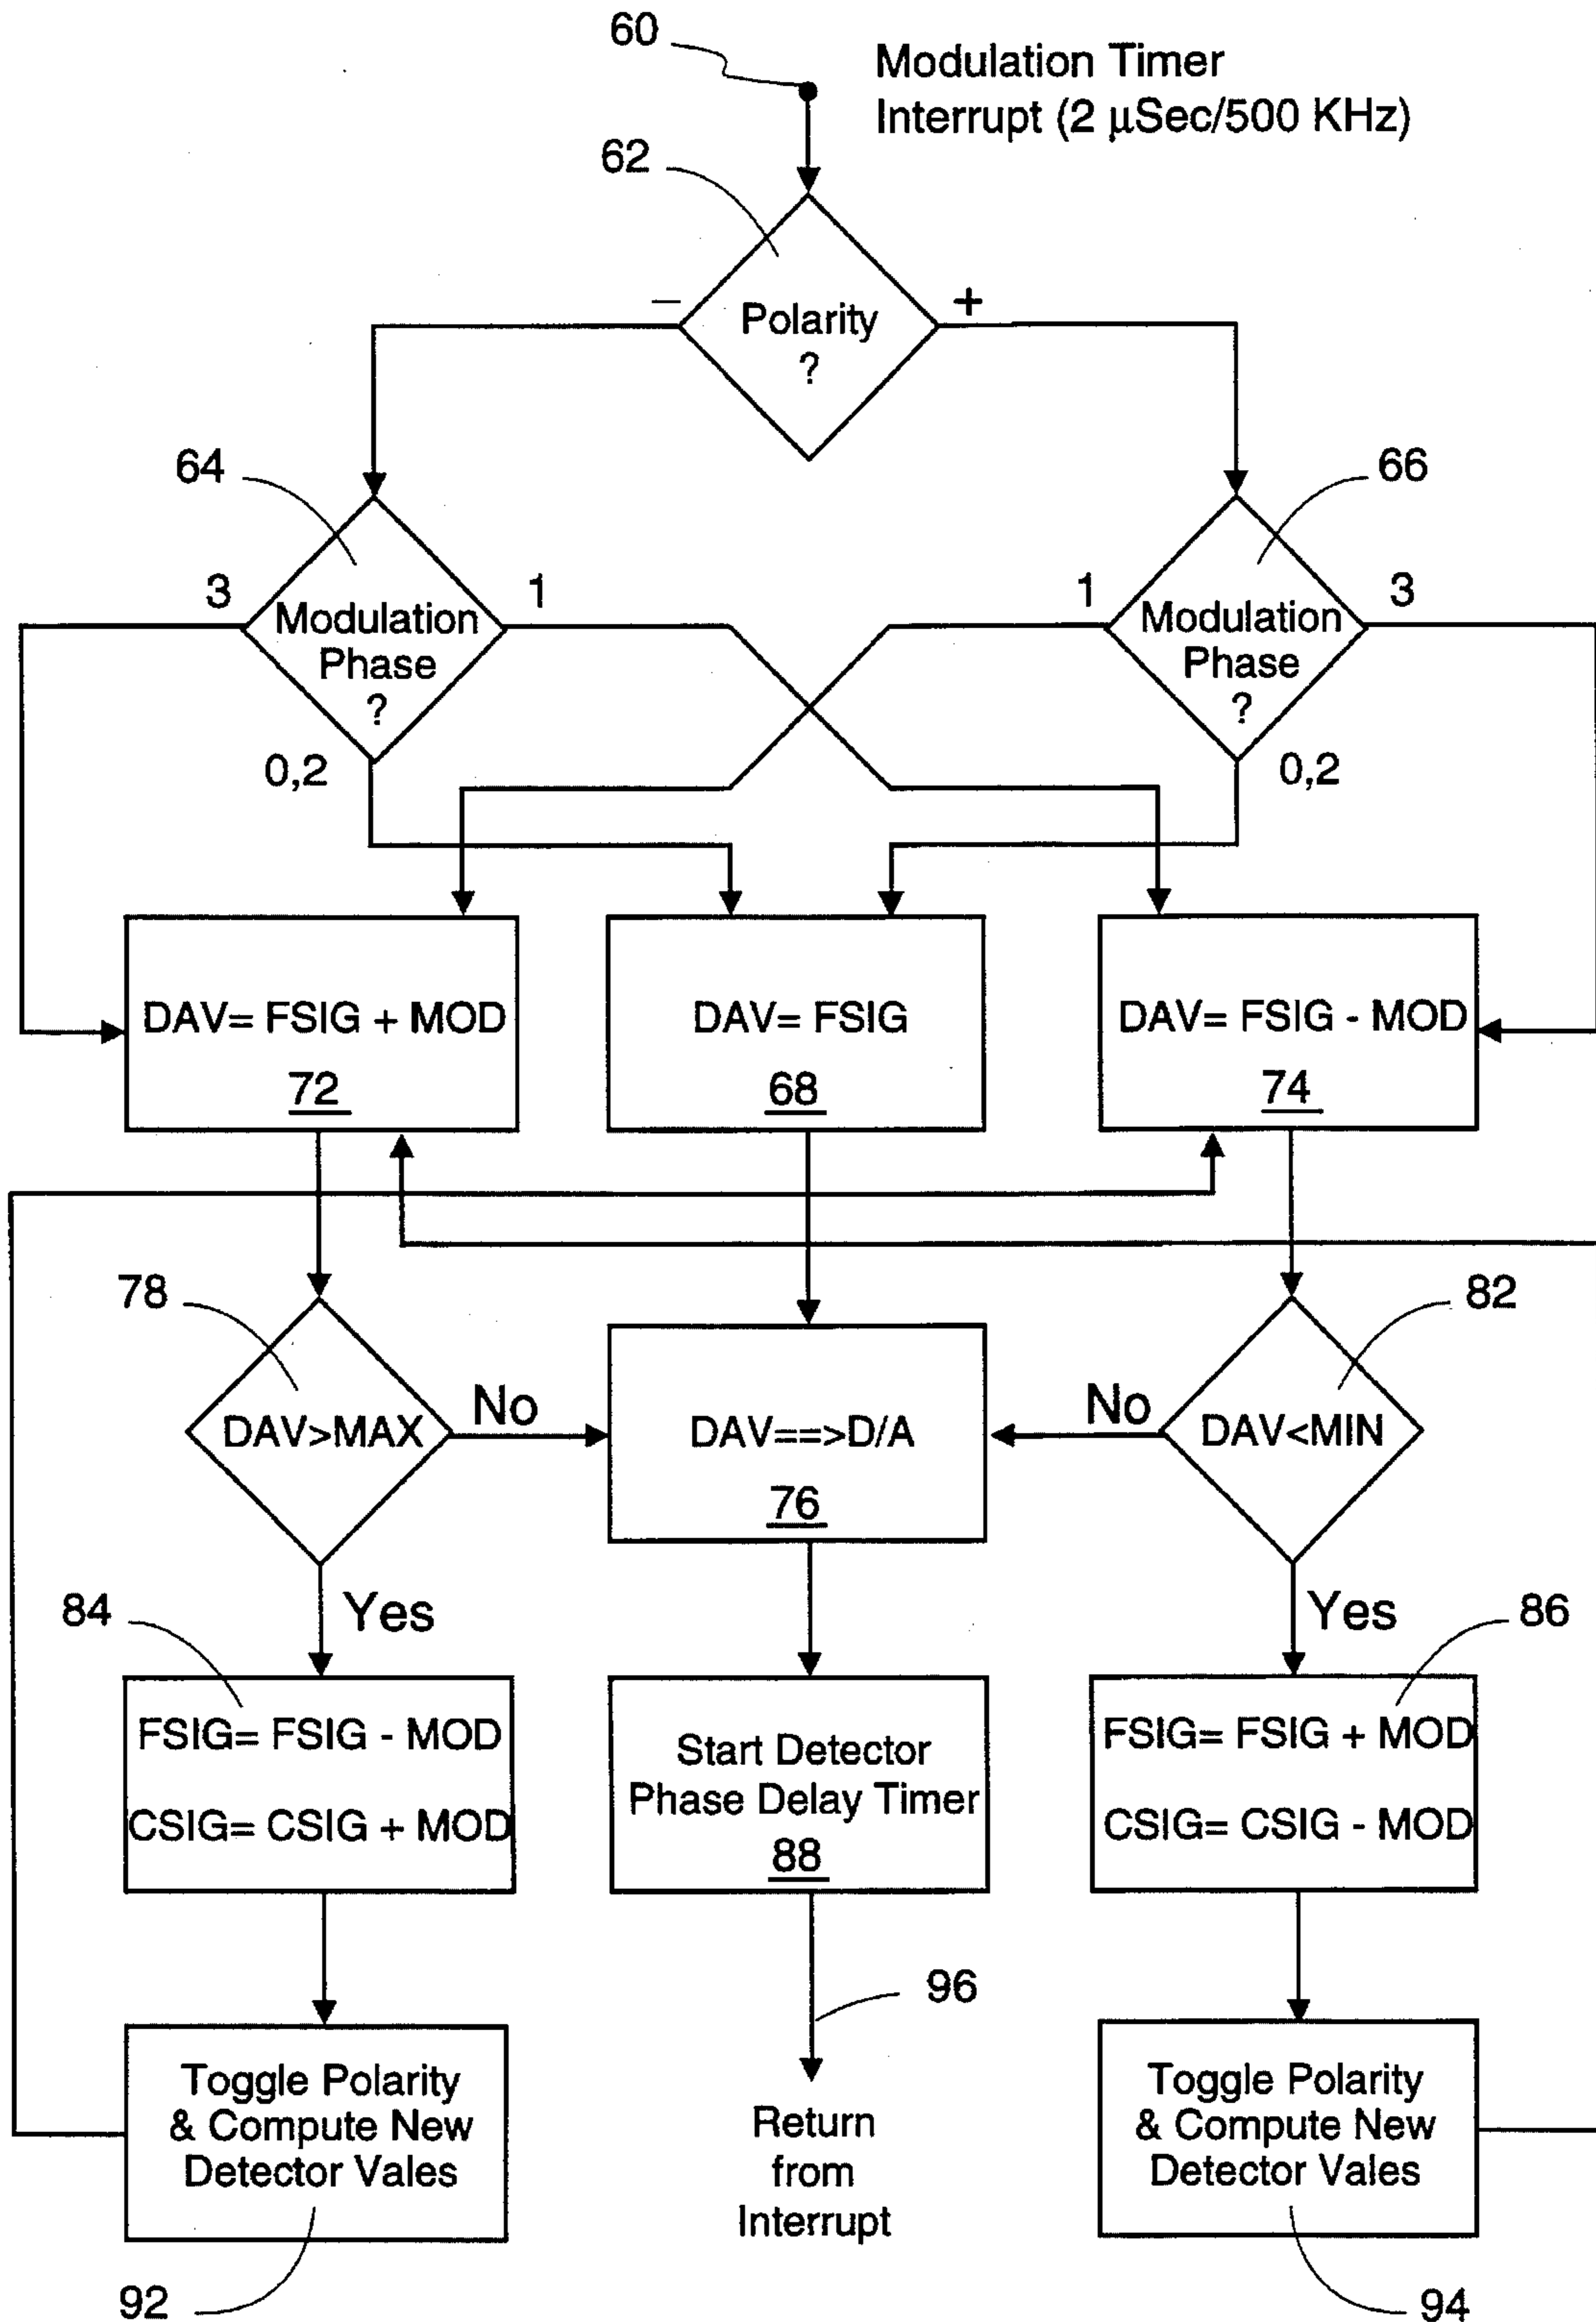 60
Modulation Timer
Interrupt (2 µSec/500 KHz)
62
–
+
Polarity
?
64
66
3
1
1
3
Modulation
Phase
?
Modulation
Phase
?
0,2
0,2
DAV= FSIG + MOD
72
DAV= FSIG
68
DAV= FSIG - MOD
74
78
82
DAV>MAX
No
DAV==>D/A
76
No
DAV<MIN
84
Yes
Yes
86
FSIG= FSIG - MOD
CSIG= CSIG + MOD
Start Detector
Phase Delay Timer
88
FSIG= FSIG + MOD
CSIG= CSIG - MOD
96
Toggle Polarity
& Compute New
Detector Vales
Return
from
Interrupt
Toggle Polarity
& Compute New
Detector Vales
92
94